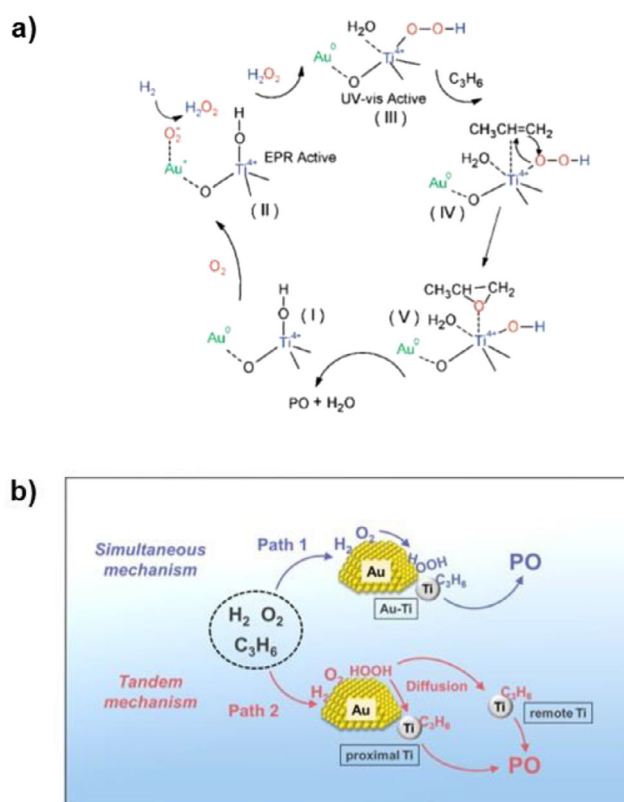 a)
H₂O
O-O-H
Au⁰
Ti⁴⁺
O
UV-vis Active
(III)
H₂O₂
C₃H₆
H₂
H₂O₂
O₂⁻
Au⁺
O
H
O
Ti⁴⁺
EPR Active
(II)
CH₃CH=CH₂
H₂O
O-O-H
Ti⁴⁺
Au⁰
O
(IV)
O₂
H
O
(I)
Ti⁴⁺
Au⁰
O
CH₃CH-CH₂
O
(V)
H₂O
O-H
Ti⁴⁺
Au⁰
O
PO + H₂O
b)
Simultaneous
mechanism
Path 1
H₂ O₂
HOOH
Au
Ti
C₃H₆
Au-Ti
PO
H₂ O₂
C₃H₆
Tandem
mechanism
Path 2
H₂ O₂ HOOH
Diffusion
Au
Ti
C₃H₆
proximal Ti
C₃H₆
Ti
remote Ti
PO